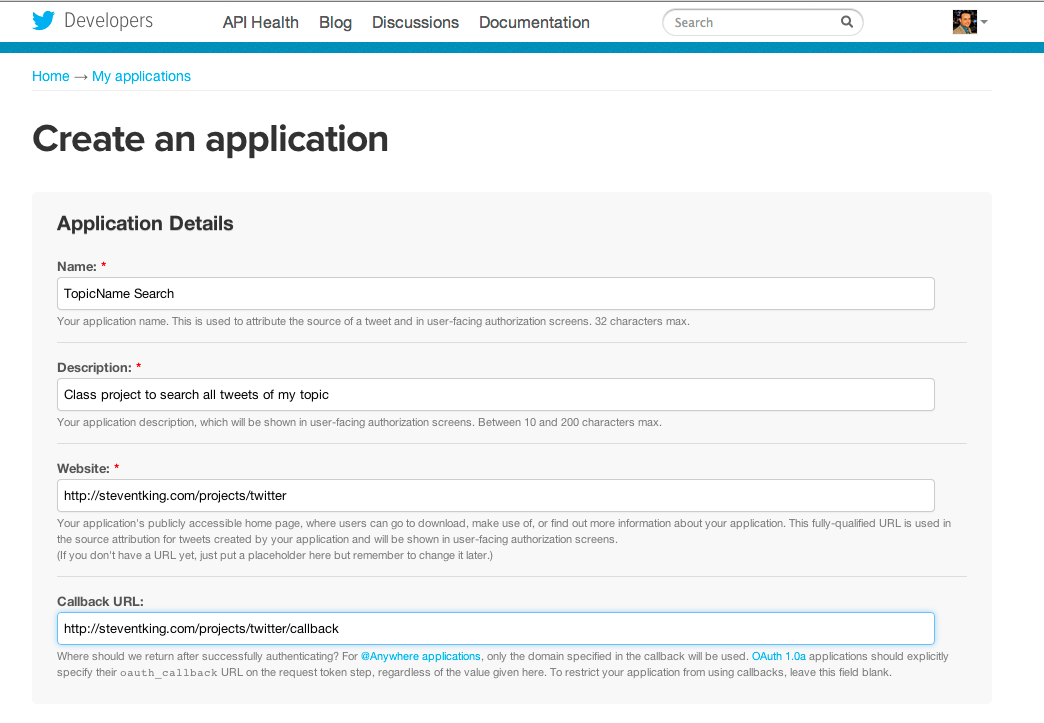 Developers API Health Blog Discussions Documentation Search
Home → My applications
Create an application
Application Details
Name: *
TopicName Search
Your application name. This is used to attribute the source of a tweet and in user-facing authorization screens. 32 characters max.
Description: *
Class project to search all tweets of my topic
Your application description, which will be shown in user-facing authorization screens. Between 10 and 200 characters max.
Website: *
http://steventking.com/projects/twitter
Your application's publicly accessible home page, where users can go to download, make use of, or find out more information about your application. This fully-qualified URL is used in
the source attribution for tweets created by your application and will be shown in user-facing authorization screens.
(If you don't have a URL yet, just put a placeholder here but remember to change it later.)
Callback URL:
http://steventking.com/projects/twitter/callback
Where should we return after successfully authenticating? For @Anywhere applications, only the domain specified in the callback will be used. OAuth 1.0a applications should explicitly
specify their oauth_callback URL on the request token step, regardless of the value given here. To restrict your application from using callbacks, leave this field blank.